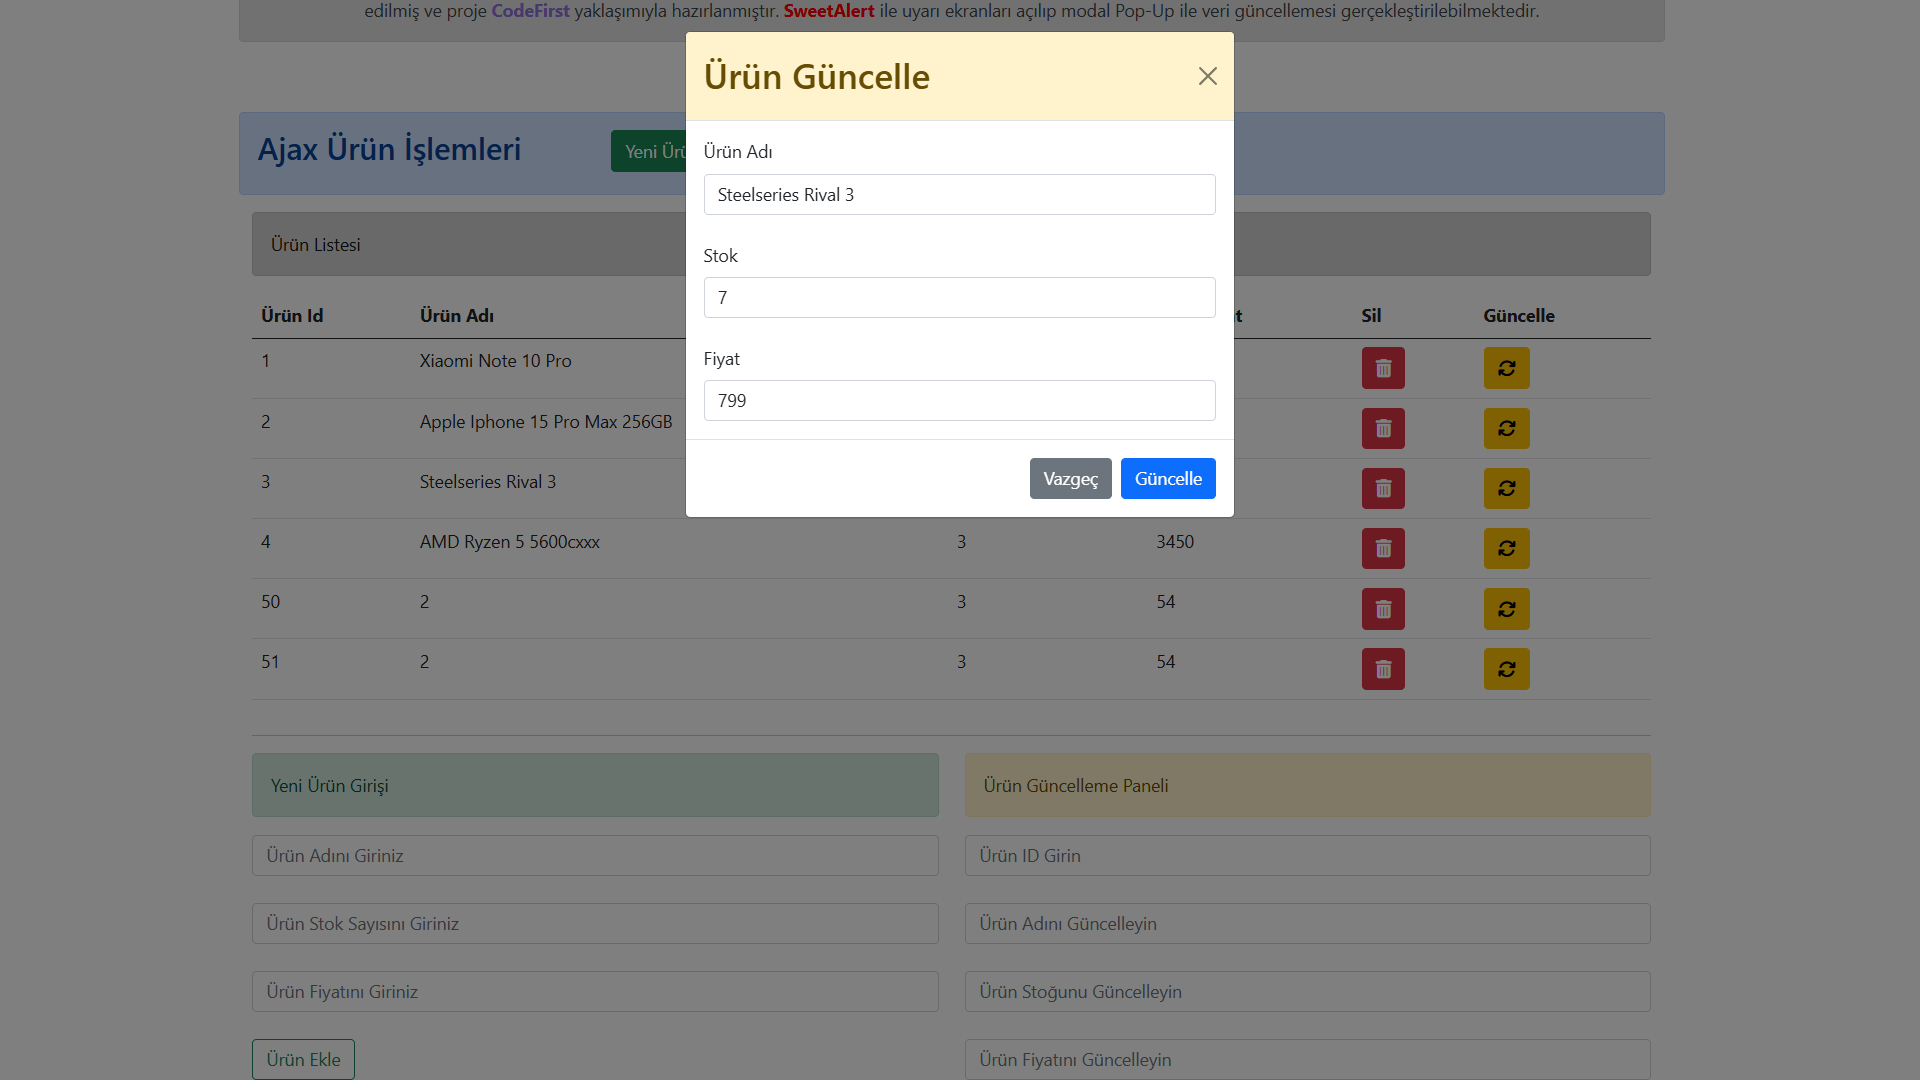 edilmiş ve proje CodeFirst yaklaşımıyla hazırlanmıştır. SweetAlert ile uyarı ekranları açılıp modal Pop-Up ile veri güncellemesi gerçekleştirilebilmektedir.
Ürün Güncelle
Ürün Adı
Steelseries Rival 3
Stok
7
Fiyat
799
Vazgeç Güncelle
Ajax Ürün İşlemleri Yeni
Ürün Listesi
Ürün Id Ürün Adı Sil Güncelle
1 Xiaomi Note 10 Pro
2 Apple Iphone 15 Pro Max 256GB
3 Steelseries Rival 3
4 AMD Ryzen 5 5600cxxx 3 3450
50 2 3 54
51 2 3 54
Yeni Ürün Girişi
Ürün Adını Giriniz
Ürün Stok Sayısını Giriniz
Ürün Fiyatını Giriniz
Ürün Ekle
Ürün Güncelleme Paneli
Ürün ID Girin
Ürün Adını Güncelleyin
Ürün Stoğunu Güncelleyin
Ürün Fiyatını Güncelleyin